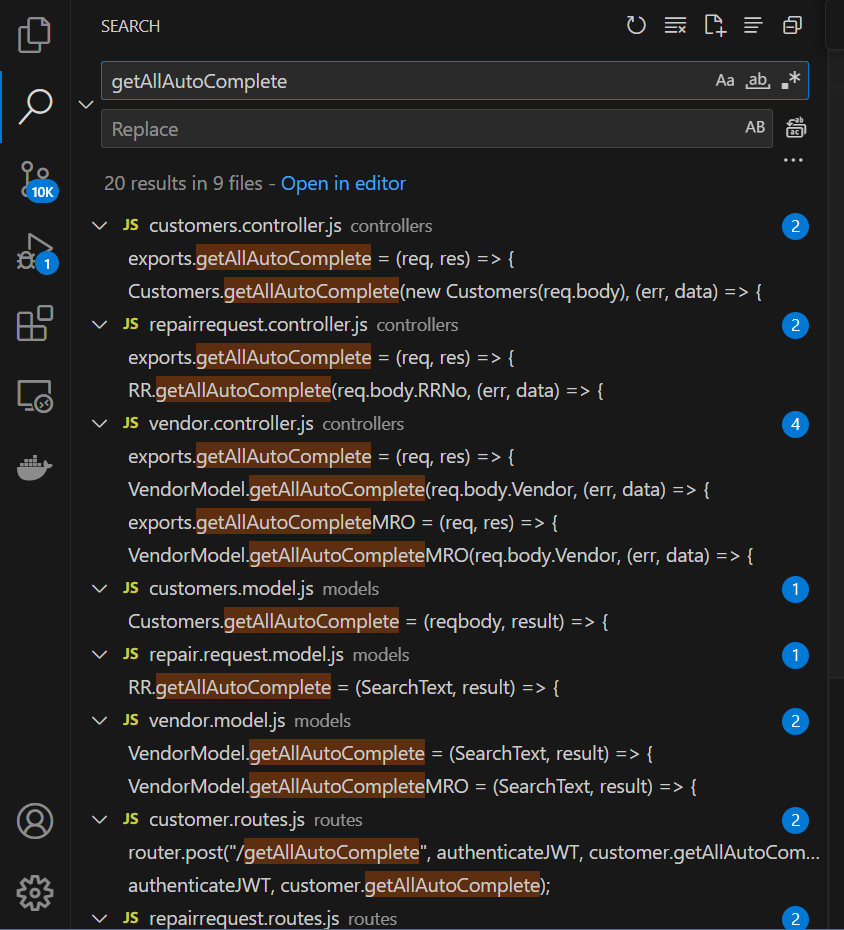 SEARCH
getAllAutoComplete Aa ab .*
Replace AB
20 results in 9 files - Open in editor
10K
1
JS customers.controller.js controllers 2
exports.getAllAutoComplete = (req, res) => {
Customers.getAllAutoComplete(new Customers(req.body), (err, data) => {
JS repairrequest.controller.js controllers 2
exports.getAllAutoComplete = (req, res) => {
RR.getAllAutoComplete(req.body.RRNo, (err, data) => {
JS vendor.controller.js controllers 4
exports.getAllAutoComplete = (req, res) => {
VendorModel.getAllAutoComplete(req.body.Vendor, (err, data) => {
exports.getAllAutoCompleteMRO = (req, res) => {
VendorModel.getAllAutoCompleteMRO(req.body.Vendor, (err, data) => {
JS customers.model.js models 1
Customers.getAllAutoComplete = (reqbody, result) => {
JS repair.request.model.js models 1
RR.getAllAutoComplete = (SearchText, result) => {
JS vendor.model.js models 2
VendorModel.getAllAutoComplete = (SearchText, result) => {
VendorModel.getAllAutoCompleteMRO = (SearchText, result) => {
JS customer.routes.js routes 2
router.post("/getAllAutoComplete", authenticateJWT, customer.getAllAutoCom...
authenticateJWT, customer.getAllAutoComplete);
JS repairrequest.routes.js routes 2